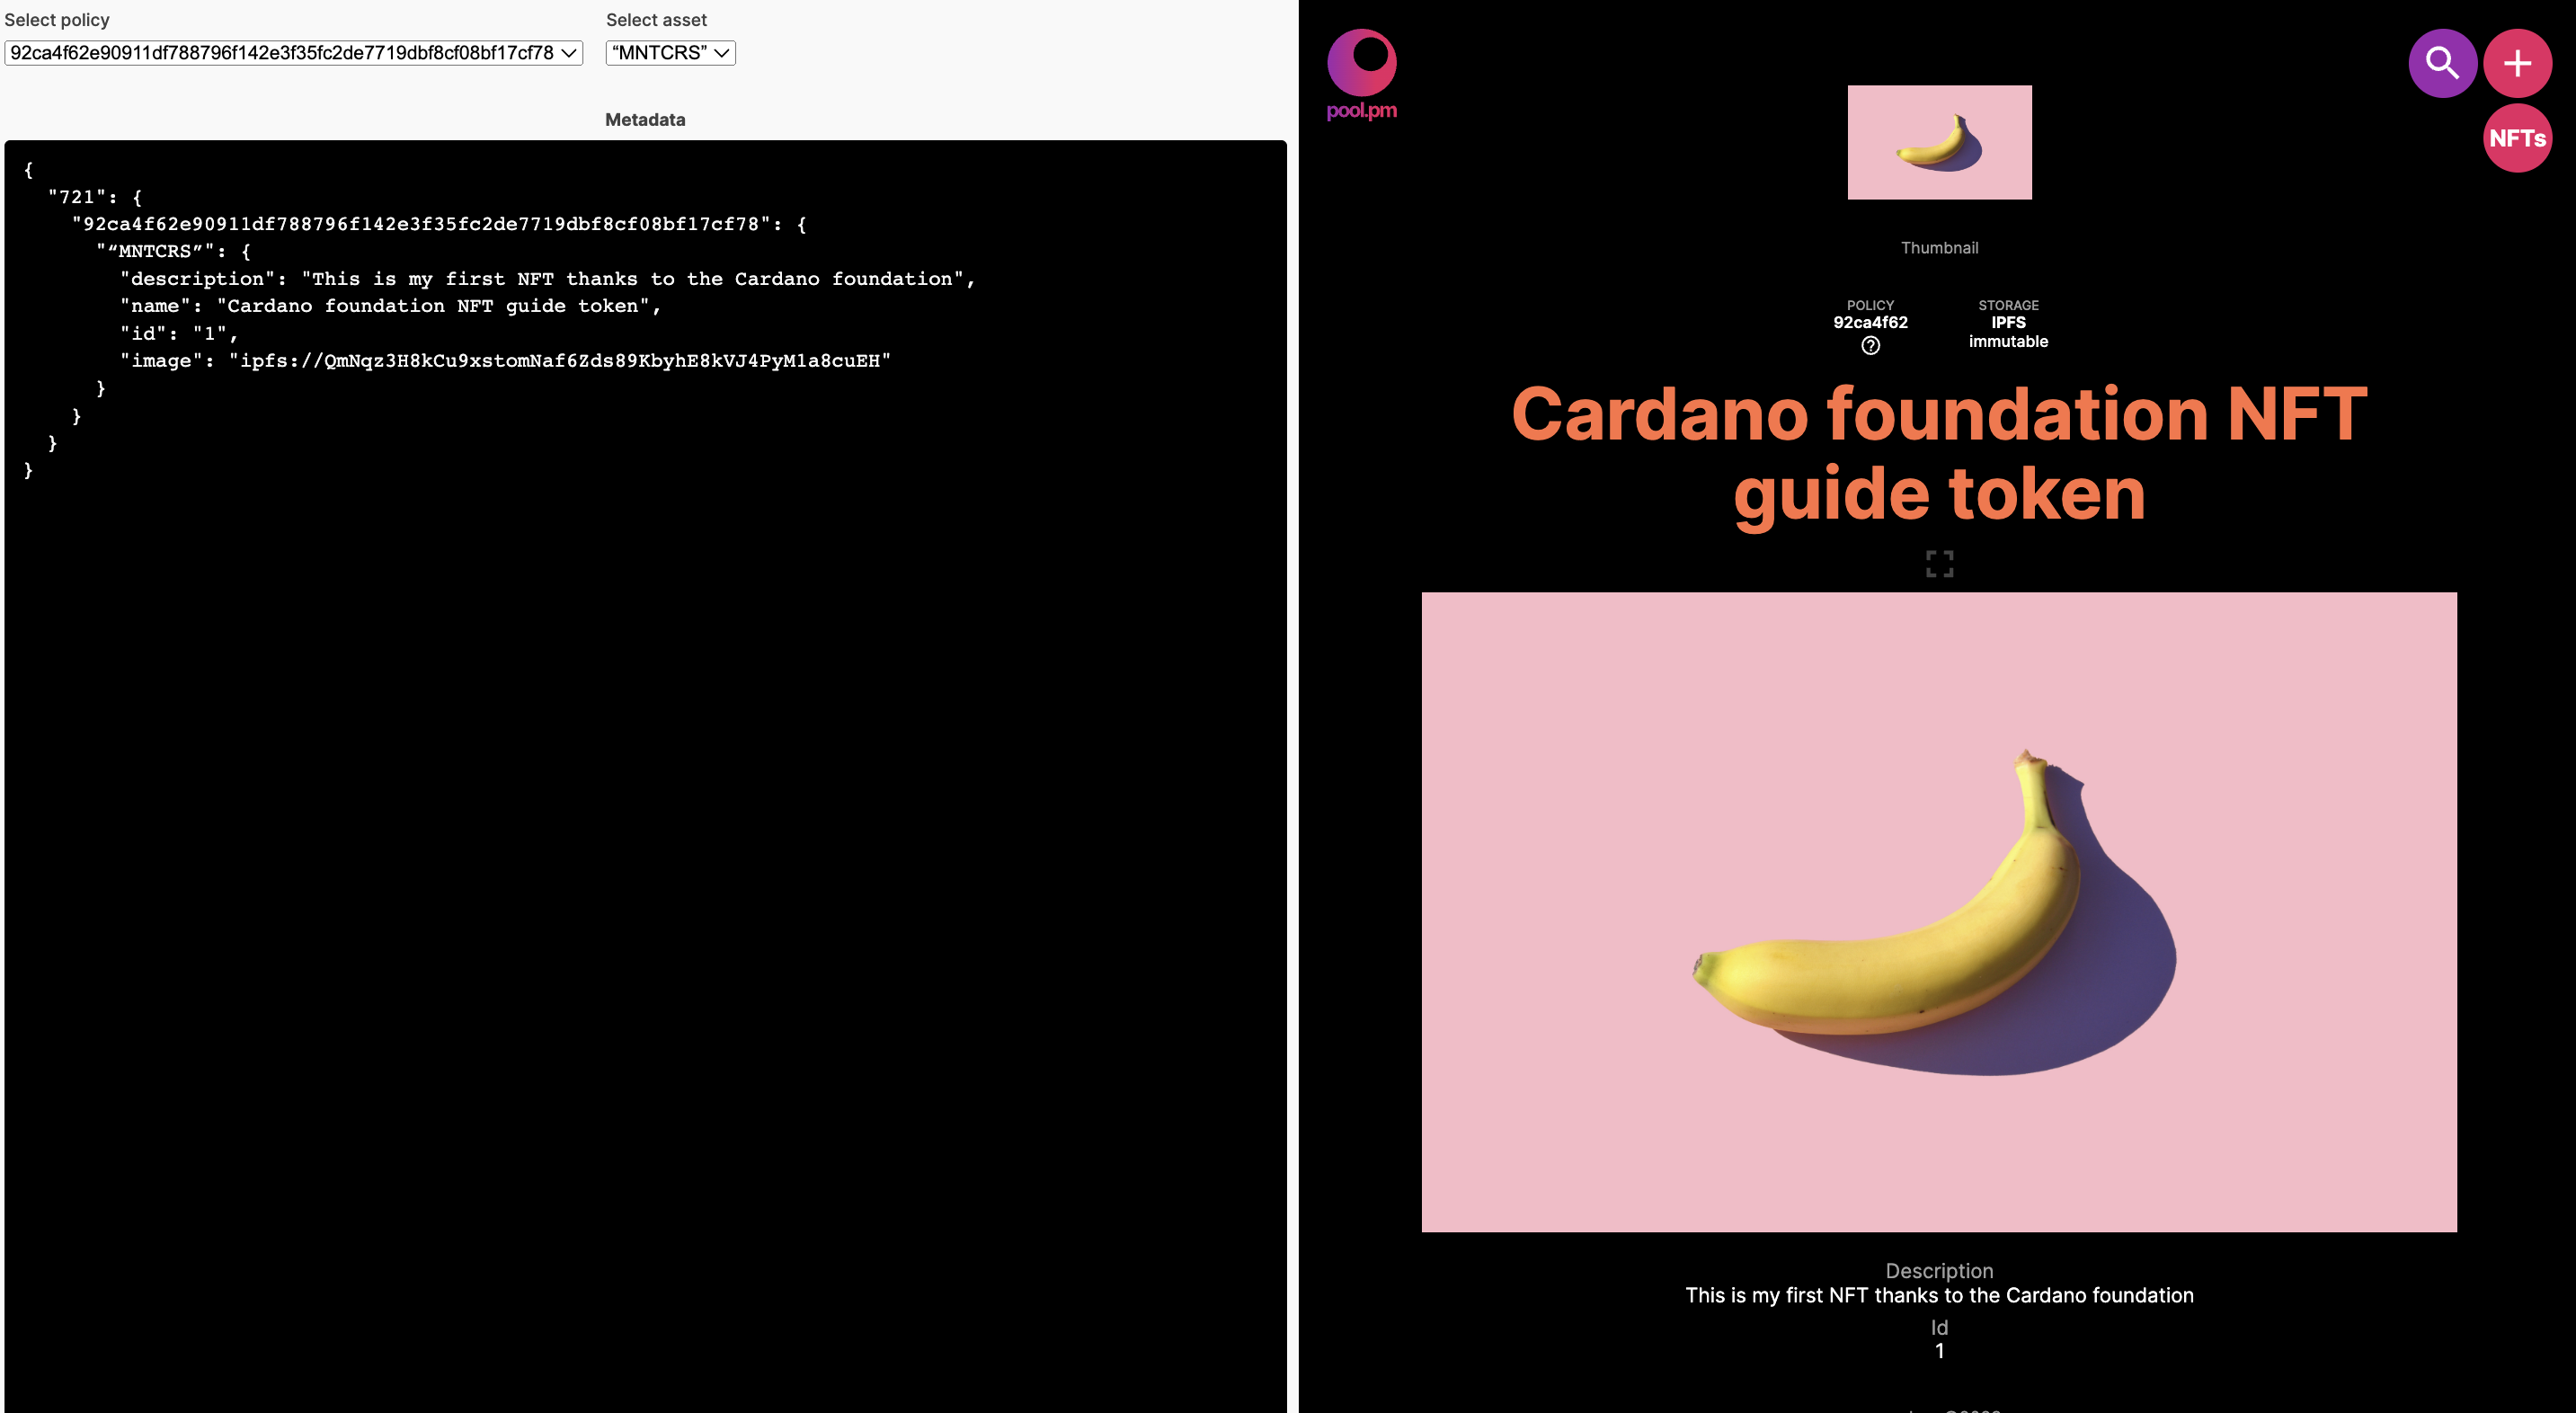 Select policy
92ca4f62e90911df788796f142e3f35fc2de7719dbf8cf08bf17cf78
Select asset
“MNTCRS”
Metadata
{
"721": {
"92ca4f62e90911df788796f142e3f35fc2de7719dbf8cf08bf17cf78": {
"“MNTCRS”": {
"description": "This is my first NFT thanks to the Cardano foundation",
"name": "Cardano foundation NFT guide token",
"id": "1",
"image": "ipfs://QmNqz3H8kCu9xstomNaf6Zds89KbyhE8kVJ4PyM1a8cuEH"
}
}
}
}
pool.pm
NFTs
Thumbnail
POLICY
92ca4f62
STORAGE
IPFS
immutable
Cardano foundation NFT
guide token
Description
This is my first NFT thanks to the Cardano foundation
Id
1